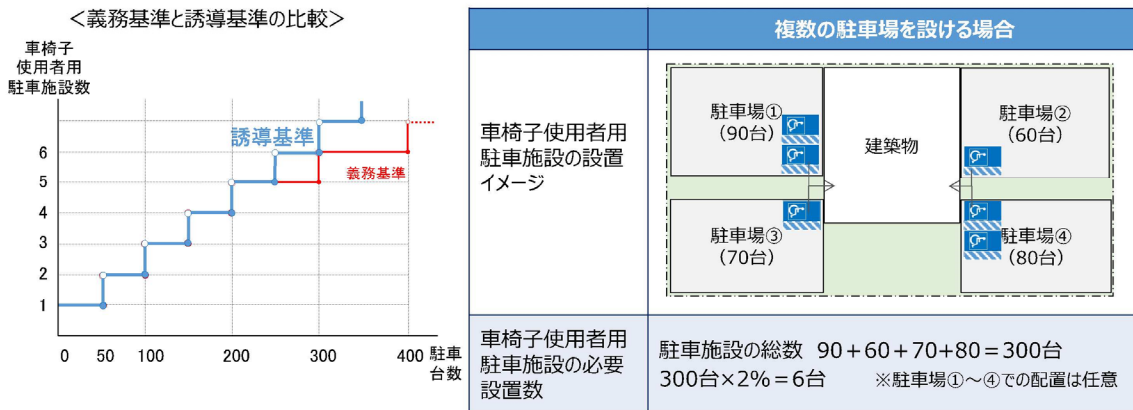 ＜義務基準と誘導基準の比較＞
車椅子
使用者用
駐車施設数
誘導基準
義務基準
6
5
4
3
2
1
0
50
100
200
300
400
駐車
台数
複数の駐車場を設ける場合
車椅子使用者用
駐車施設の設置
イメージ
駐車場①
（90台）
建築物
駐車場②
（60台）
駐車場③
（70台）
駐車場④
（80台）
車椅子使用者用
駐車施設の必要
設置数
駐車施設の総数 90＋60＋70＋80＝300台
300台×2%＝6台 ※駐車場①～④での配置は任意